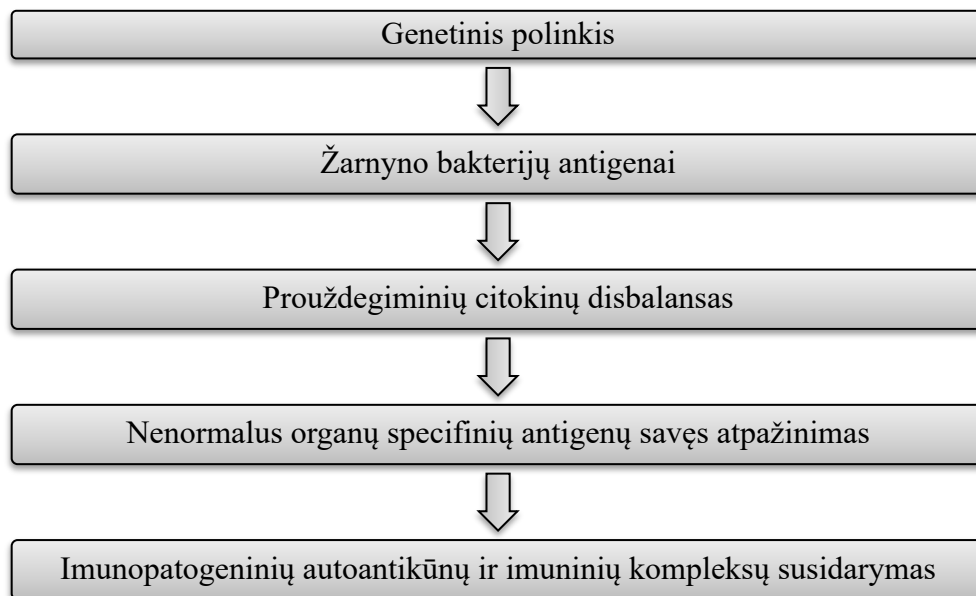 Genetinis polinkis
Žarnyno bakterijų antigenai
Prouždegiminių citokinų disbalansas
Nenormalus organų specifinių antigenų savęs atpažinimas
Imunopatogeninių autoantikūnų ir imuninių kompleksų susidarymas